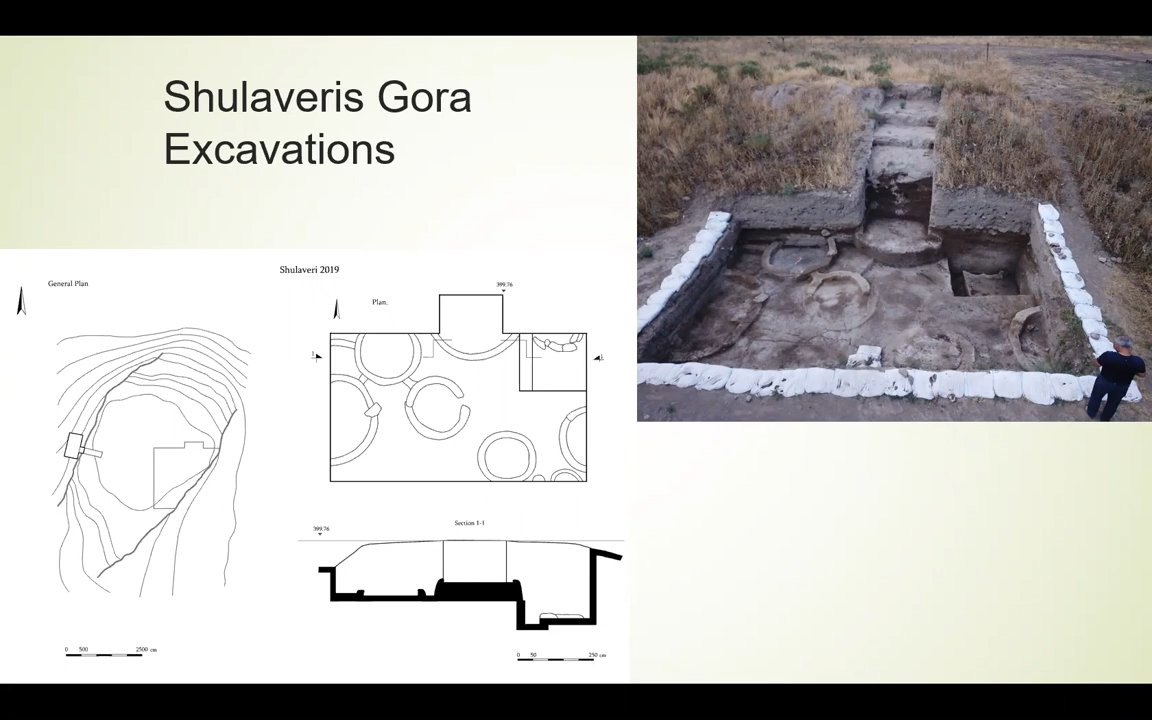 Shulaveris Gora
Excavations
Shulaveri 2019
General Plan
Plan.
399.76
1
1
Section I-I
399.76
0 500 2500 cm
0 50 250 cm